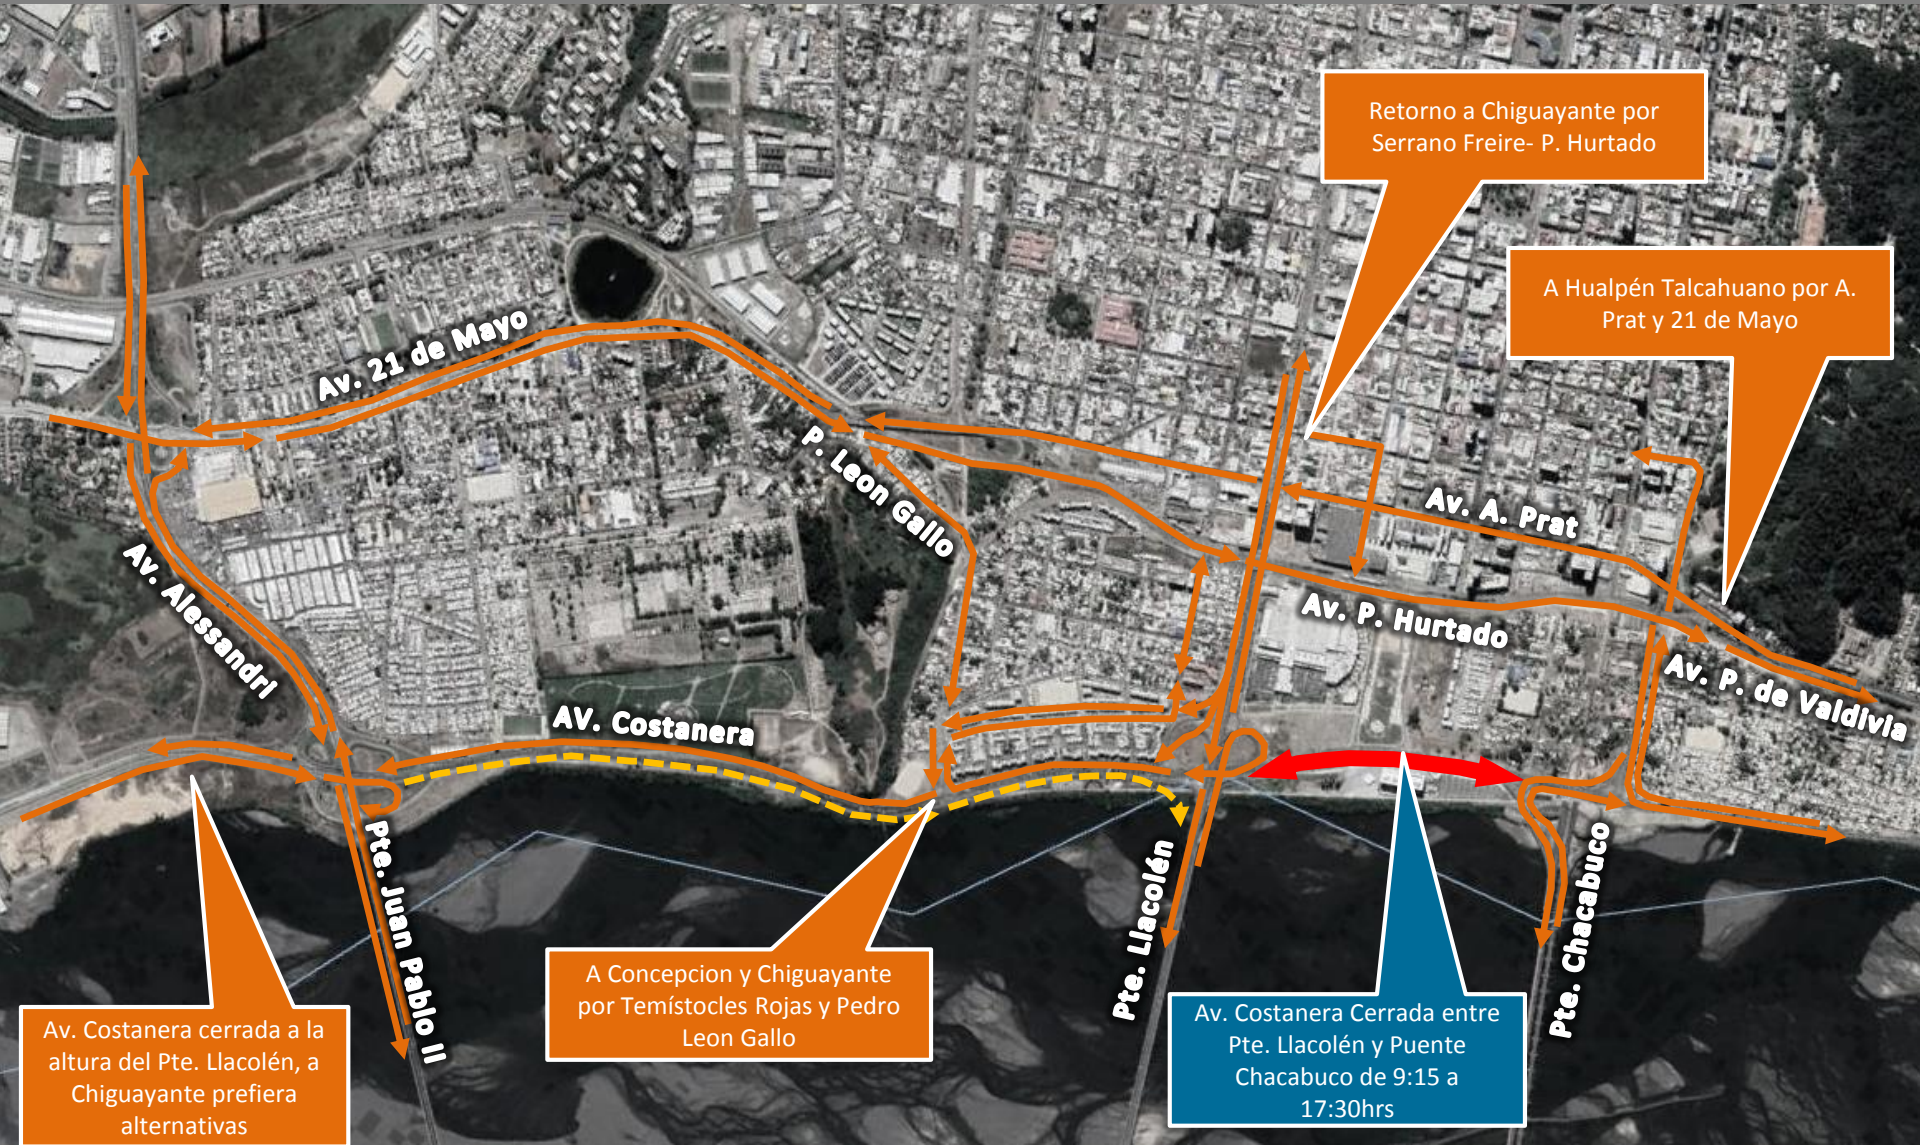 Retorno a Chiguayante por
Serrano Freire- P. Hurtado
A Hualpén Talcahuano por A.
Prat y 21 de Mayo
Av. 21 de Mayo
P. Leon Gallo
Av. A. Prat
Av. Alessandri
Av. P. Hurtado
Av. P. de Valdivia
AV. Costanera
Pte. Juan Pablo II
Pte. Llacolén
Pte. Chacabuco
A Concepcion y Chiguayante
por Temístocles Rojas y Pedro
Leon Gallo
Av. Costanera cerrada a la
altura del Pte. Llacolén, a
Chiguayante prefiera
alternativas
Av. Costanera Cerrada entre
Pte. Llacolén y Puente
Chacabuco de 9:15 a
17:30hrs